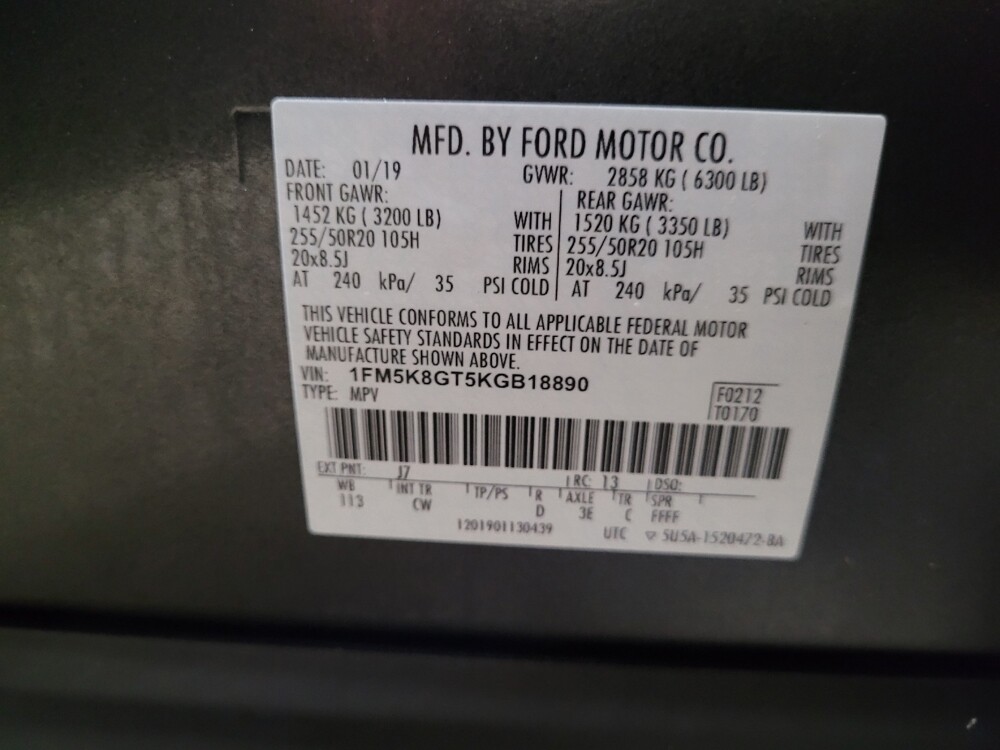 MFD. BY FORD MOTOR CO.
DATE: 01/19 GVWR: 2858 KG ( 6300 LB)
FRONT GAWR: REAR GAWR:
1452 KG ( 3200 LB) WITH 1520 KG ( 3350 LB) WITH
255/50R20 105H TIRES 255/50R20 105H TIRES
20x8.5J RIMS 20x8.5J RIMS
AT 240 kPa/ 35 PSI COLD AT 240 kPa/ 35 PSI COLD
THIS VEHICLE CONFORMS TO ALL APPLICABLE FEDERAL MOTOR
VEHICLE SAFETY STANDARDS IN EFFECT ON THE DATE OF
MANUFACTURE SHOWN ABOVE.
VIN: 1FM5K8GT5KGB18890
TYPE: MPV F0212
T0170
EXT PNT: J7 RC: 13 DSO:
WB INT TR TP/PS R AXLE TR SPR
113 CW D 3E C FFFF
1201901130439 UTC 5U5A-1520472-BA